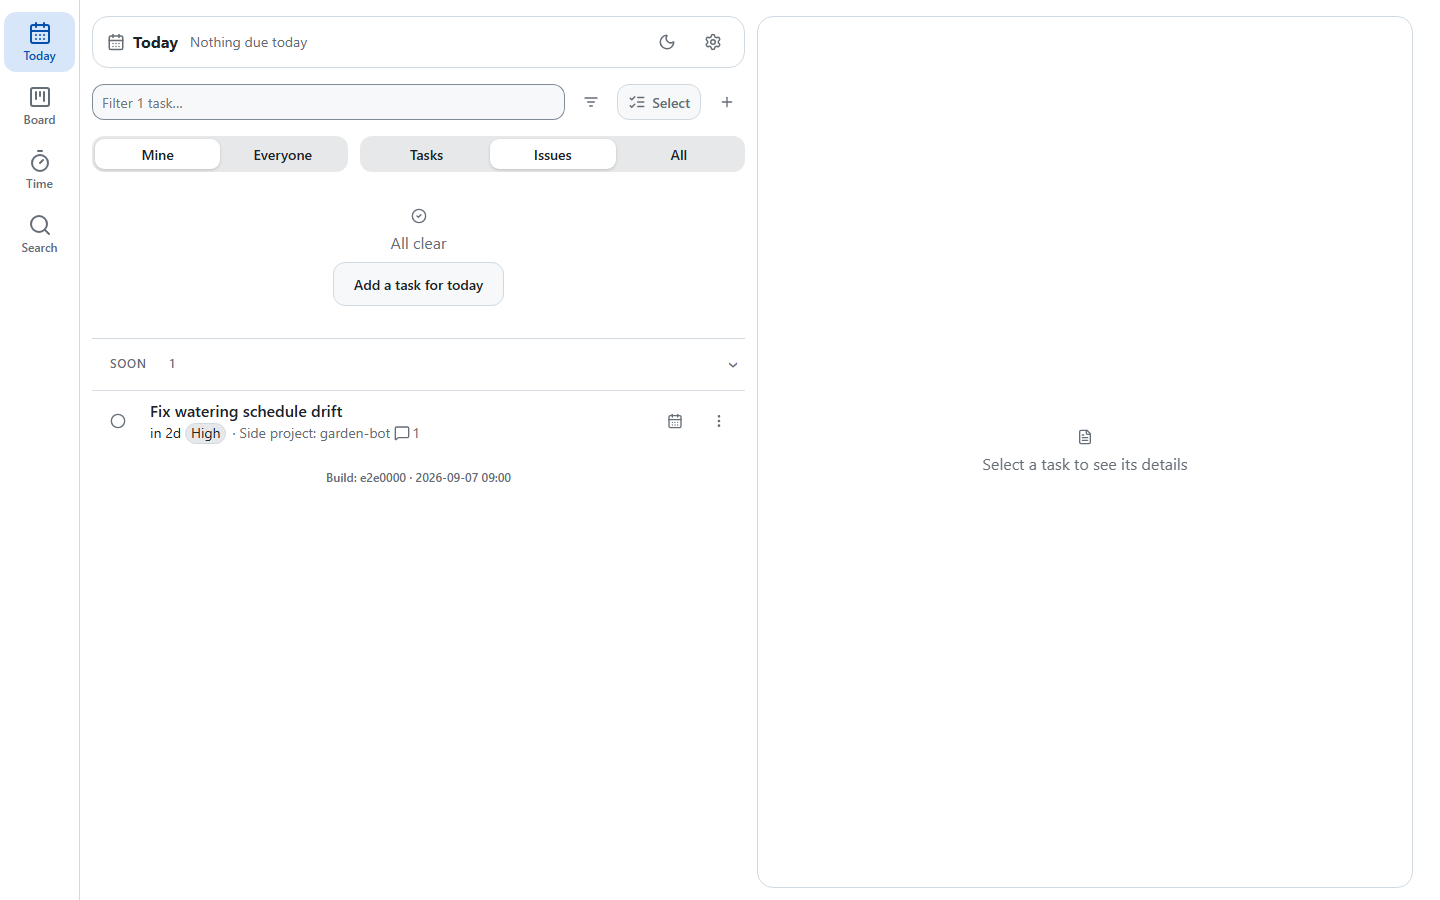 Today
Board
Time
Search
Today Nothing due today
Filter 1 task...
Select
Mine Everyone Tasks Issues All
All clear
Add a task for today
SOON 1
Fix watering schedule drift
in 2d High · Side project: garden-bot 1
Build: e2e0000 · 2026-09-07 09:00
Select a task to see its details